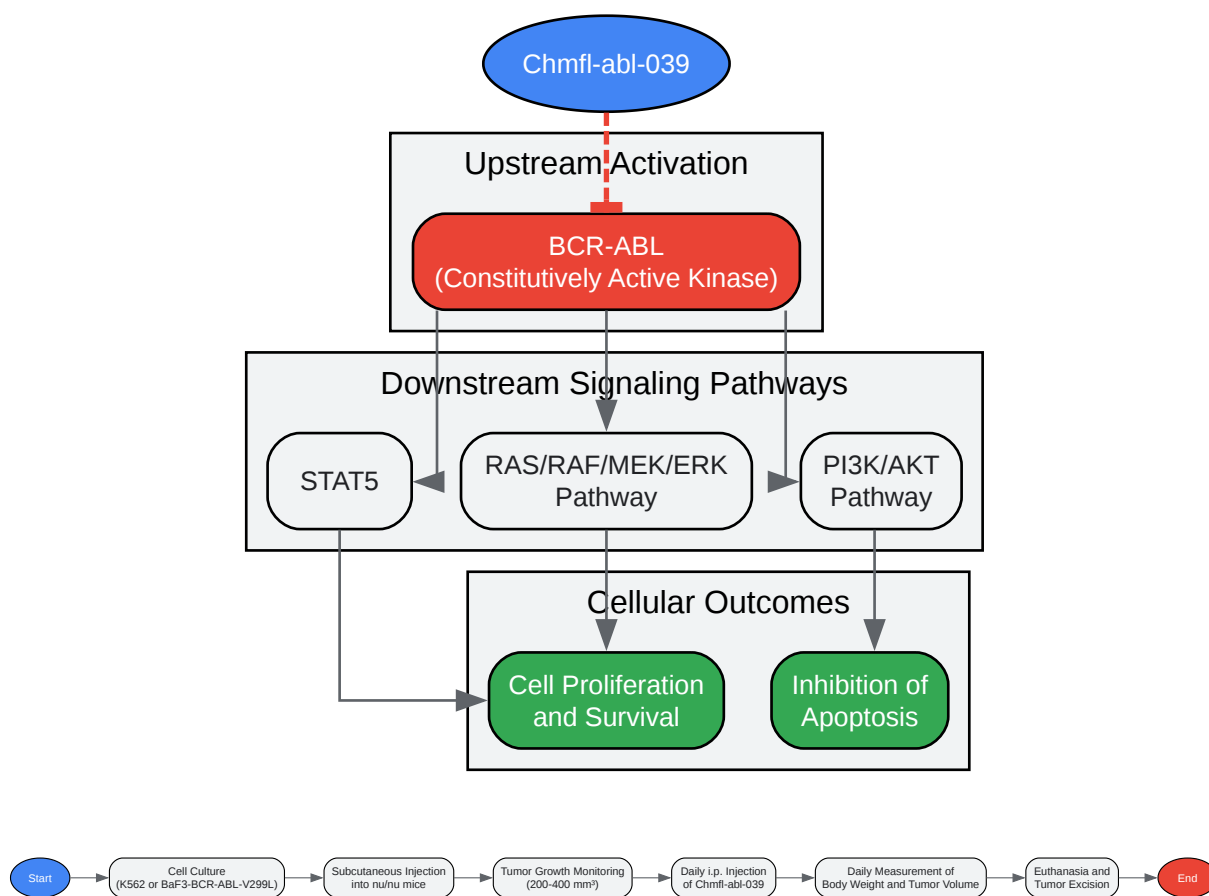 Chmfl-abl-039
Upstream Activation
BCR-ABL
(Constitutively Active Kinase)
Downstream Signaling Pathways
STAT5
RAS/RAF/MEK/ERK
Pathway
PI3K/AKT
Pathway
Cellular Outcomes
Cell Proliferation
and Survival
Inhibition of
Apoptosis
Start
Cell Culture
(K562 or BaF3-BCR-ABL-V299L)
Subcutaneous Injection
into nu/nu mice
Tumor Growth Monitoring
(200-400 mm³)
Daily i.p. Injection
of Chmfl-abl-039
Daily Measurement of
Body Weight and Tumor Volume
Euthanasia and
Tumor Excision
End